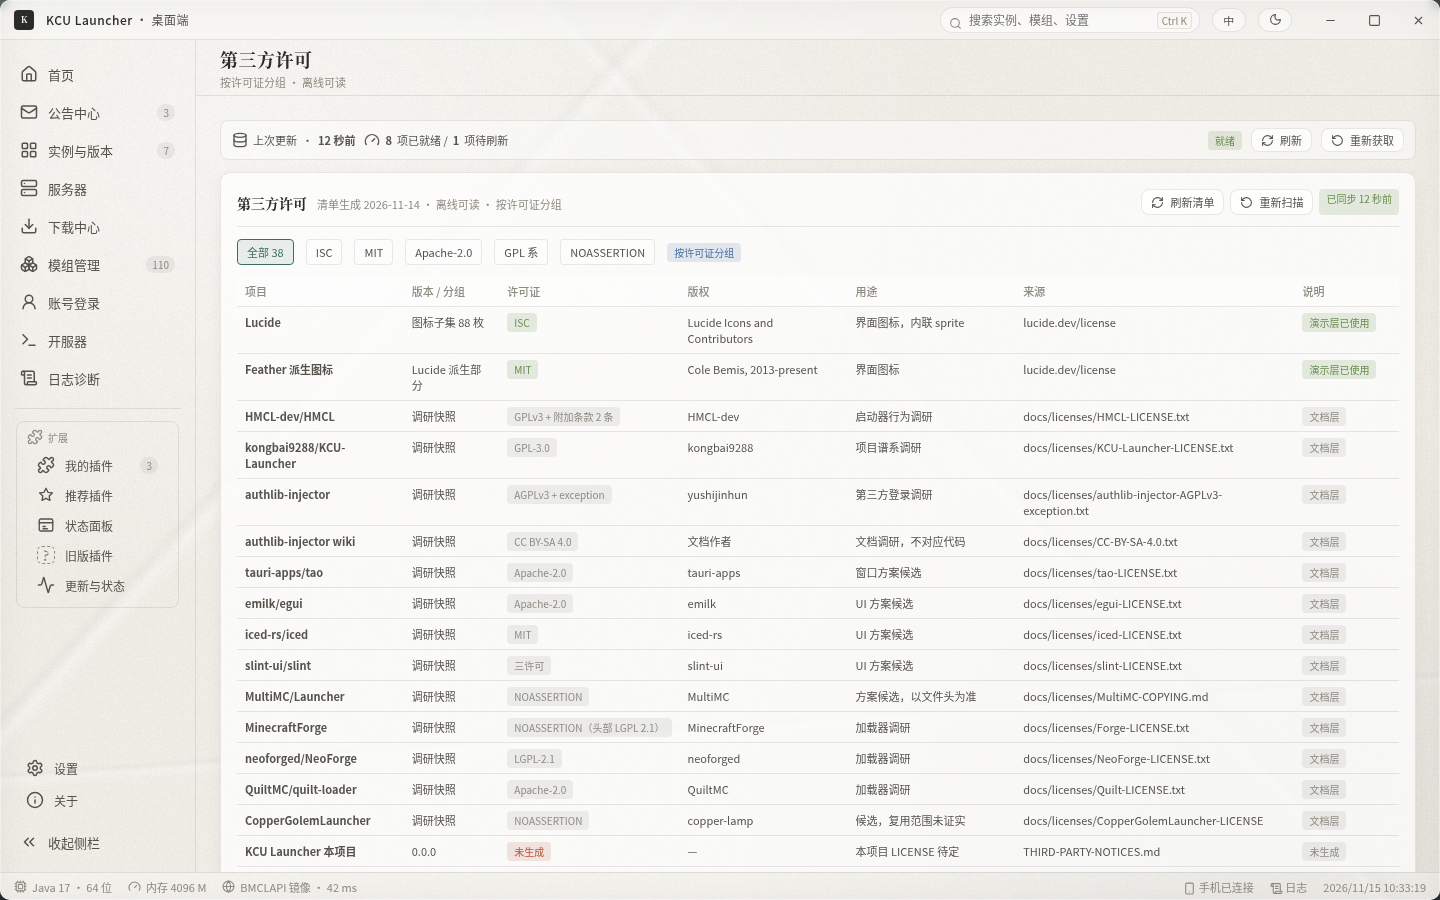 K KCU Launcher • 桌面端 搜索实例、模组、设置 Ctrl K 中
首页
公告中心 3
实例与版本 7
服务器
下载中心
模组管理 110
账号登录
开服器
日志诊断
扩展
我的插件 3
推荐插件
状态面板
旧版插件
更新与状态
设置
关于
收起侧栏
第三方许可
按许可证分组 • 离线可读
上次更新 • 12 秒前 8 项已就绪 / 1 项待刷新 就绪 刷新 重新获取
第三方许可 清单生成 2026-11-14 • 离线可读 • 按许可证分组 刷新清单 重新扫描 已同步 12 秒前
全部 38 ISC MIT Apache-2.0 GPL 系 NOASSERTION 按许可证分组
项目 版本 / 分组 许可证 版权 用途 来源 说明
Lucide 图标子集 88 枚 ISC Lucide Icons and 界面图标，内联 sprite lucide.dev/license 演示层已使用
Contributors
Feather 派生图标 Lucide 派生部 MIT Cole Bemis, 2013-present 界面图标 lucide.dev/license 演示层已使用
分
HMCL-dev/HMCL 调研快照 GPLv3 + 附加条款 2 条 HMCL-dev 启动器行为调研 docs/licenses/HMCL-LICENSE.txt 文档层
kongbai9288/KCU- 调研快照 GPL-3.0 kongbai9288 项目谱系调研 docs/licenses/KCU-Launcher-LICENSE.txt 文档层
Launcher
authlib-injector 调研快照 AGPLv3 + exception yushijinhun 第三方登录调研 docs/licenses/authlib-injector-AGPLv3- 文档层
exception.txt
authlib-injector wiki 调研快照 CC BY-SA 4.0 文档作者 文档调研，不对应代码 docs/licenses/CC-BY-SA-4.0.txt 文档层
tauri-apps/tao 调研快照 Apache-2.0 tauri-apps 窗口方案候选 docs/licenses/tao-LICENSE.txt 文档层
emilk/egui 调研快照 Apache-2.0 emilk UI 方案候选 docs/licenses/egui-LICENSE.txt 文档层
iced-rs/iced 调研快照 MIT iced-rs UI 方案候选 docs/licenses/iced-LICENSE.txt 文档层
slint-ui/slint 调研快照 三许可 slint-ui UI 方案候选 docs/licenses/slint-LICENSE.txt 文档层
MultiMC/Launcher 调研快照 NOASSERTION MultiMC 方案候选，以文件头为准 docs/licenses/MultiMC-COPYING.md 文档层
MinecraftForge 调研快照 NOASSERTION（头部 LGPL 2.1） MinecraftForge 加载器调研 docs/licenses/Forge-LICENSE.txt 文档层
neoforged/NeoForge 调研快照 LGPL-2.1 neoforged 加载器调研 docs/licenses/NeoForge-LICENSE.txt 文档层
QuiltMC/quilt-loader 调研快照 Apache-2.0 QuiltMC 加载器调研 docs/licenses/Quilt-LICENSE.txt 文档层
CopperGolemLauncher 调研快照 NOASSERTION copper-lamp 候选，复用范围未证实 docs/licenses/CopperGolemLauncher-LICENSE 文档层
KCU Launcher 本项目 0.0.0 未生成 — 本项目 LICENSE 待定 THIRD-PARTY-NOTICES.md 未生成
Java 17 • 64 位 内存 4096 M BMCLAPI 镜像 • 42 ms 手机已连接 日志 2026/11/15 10:33:19